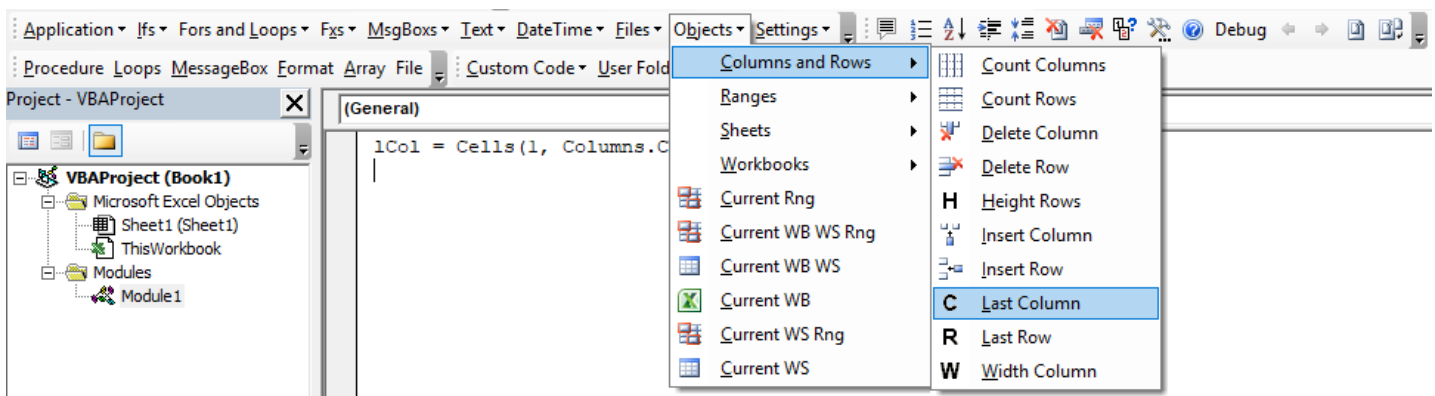 Application Ifs Fors and Loops Fxs MsgBoxs Text DateTime Files Objects Settings Debug
Procedure Loops MessageBox Format Array File Custom Code User Fold
Project - VBAProject
VBAProject (Book1)
Microsoft Excel Objects
Sheet1 (Sheet1)
ThisWorkbook
Modules
Module1
(General)
lCol = Cells(1, Columns.C
Columns and Rows
Ranges
Sheets
Workbooks
Current Rng
Current WB WS Rng
Current WB WS
Current WB
Current WS Rng
Current WS
Count Columns
Count Rows
Delete Column
Delete Row
H Height Rows
Insert Column
Insert Row
C Last Column
R Last Row
W Width Column